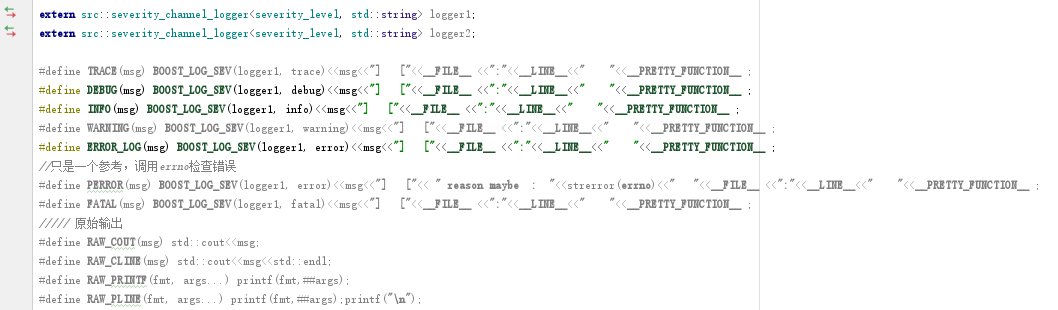 extern src::severity_channel_logger<severity_level, std::string> logger1;
extern src::severity_channel_logger<severity_level, std::string> logger2;
#define TRACE(msg) BOOST_LOG_SEV(logger1, trace)<<msg<<"]   ["<<__FILE__ <<":"<<__LINE__<<"    "<<__PRETTY_FUNCTION__ ;
#define DEBUG(msg) BOOST_LOG_SEV(logger1, debug)<<msg<<"]   ["<<__FILE__ <<":"<<__LINE__<<"    "<<__PRETTY_FUNCTION__ ;
#define INFO(msg) BOOST_LOG_SEV(logger1, info)<<msg<<"]   ["<<__FILE__ <<":"<<__LINE__<<"    "<<__PRETTY_FUNCTION__ ;
#define WARNING(msg) BOOST_LOG_SEV(logger1, warning)<<msg<<"]   ["<<__FILE__ <<":"<<__LINE__<<"    "<<__PRETTY_FUNCTION__ ;
#define ERROR_LOG(msg) BOOST_LOG_SEV(logger1, error)<<msg<<"]   ["<<__FILE__ <<":"<<__LINE__<<"    "<<__PRETTY_FUNCTION__ ;
//只是一个参考，调用errno检查错误
#define PERROR(msg) BOOST_LOG_SEV(logger1, error)<<msg<<"]   ["<< " reason maybe  :  "<<strerror(errno)<<"   "<<__FILE__ <<":"<<__LINE__<<"    "<<__PRETTY_FUNCTION__ ;
#define FATAL(msg) BOOST_LOG_SEV(logger1, fatal)<<msg<<"]   ["<<__FILE__ <<":"<<__LINE__<<"    "<<__PRETTY_FUNCTION__ ;
///// 原始输出
#define RAW_COUT(msg) std::cout<<msg;
#define RAW_CLINE(msg) std::cout<<msg<<std::endl;
#define RAW_PRINTF(fmt, args...) printf(fmt,##args);
#define RAW_PLINE(fmt, args...) printf(fmt,##args);printf("\n");